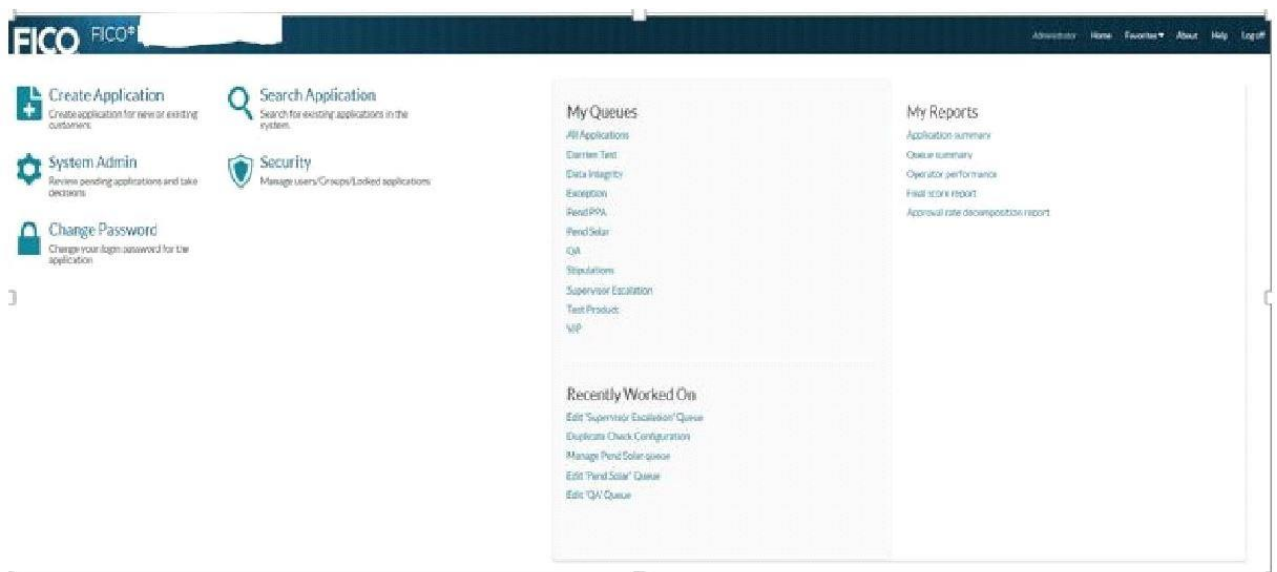 FICO FICO®
Administrator Home Favorites▼ About Help Log off
Create Application
Create application for new or existing
customers
Search Application
Search for existing applications in the
system.
System Admin
Review pending applications and take
decisions
Security
Manage users/Groups/Locked applications
Change Password
Change your login password for the
application
My Queues
All Applications
Darrien Test
Data Integrity
Exception
Pend PPA
Pend Solar
QA
Stipulations
Supervisor Escalation
Test Product
VIP
Recently Worked On
Edit 'Supervisor Escalation' Queue
Duplicate Check Configuration
Manage Pend Solar queue
Edit 'Pend Solar' Queue
Edit 'QA' Queue
My Reports
Application summary
Queue summary
Operator performance
Final score report
Approval rate decomposition report